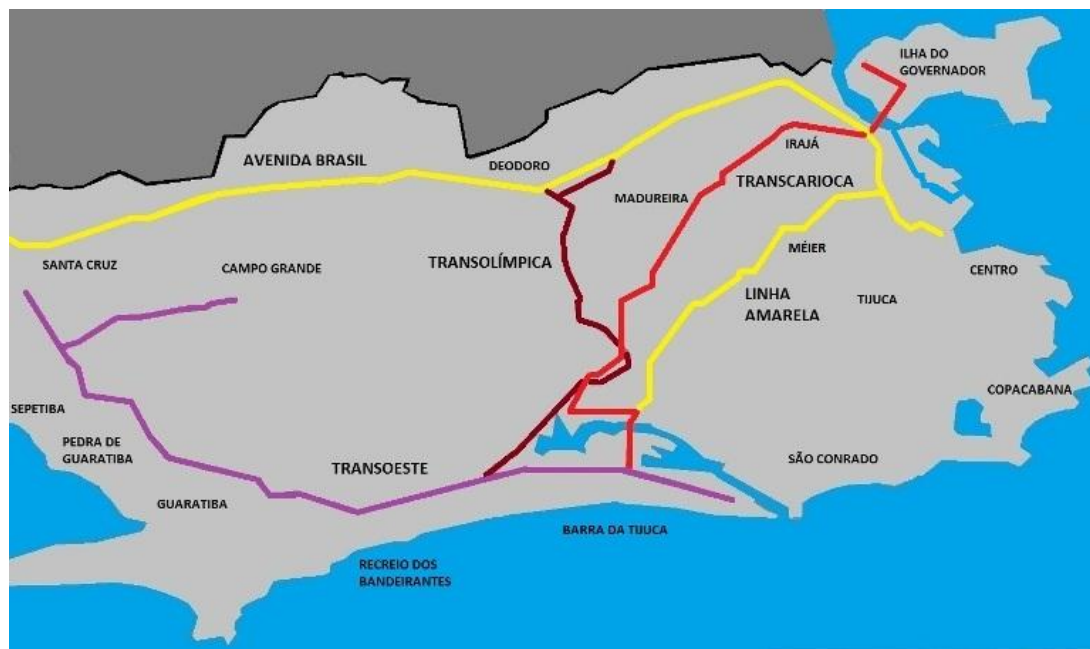 ILHA DO
GOVERNADOR
AVENIDA BRASIL
DEODORO
IRAJÁ
MADUREIRA
TRANSCARIOCA
SANTA CRUZ
CAMPO GRANDE
TRANSOLÍMPICA
MÉIER
CENTRO
LINHA
AMARELA
TIJUCA
COPACABANA
SEPETIBA
PEDRA DE
GUARATIBA
TRANSOESTE
SÃO CONRADO
GUARATIBA
BARRA DA TIJUCA
RECREIO DOS
BANDEIRANTES